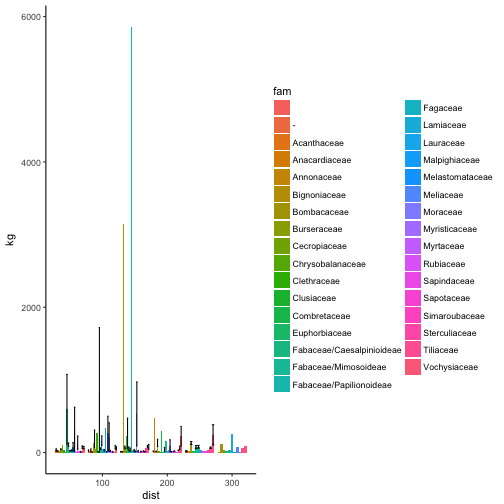 6000
4000
2000
0
kg
100
200
300
dist
fam
-
Acanthaceae
Anacardiaceae
Annonaceae
Bignoniaceae
Bombacaceae
Burseraceae
Cecropiaceae
Chrysobalanaceae
Clethraceae
Clusiaceae
Combretaceae
Euphorbiaceae
Fabaceae/Caesalpinioideae
Fabaceae/Mimosoideae
Fabaceae/Papilionoideae
Fagaceae
Lamiaceae
Lauraceae
Malpighiaceae
Melastomataceae
Meliaceae
Moraceae
Myristicaceae
Myrtaceae
Rubiaceae
Sapindaceae
Sapotaceae
Simaroubaceae
Sterculiaceae
Tiliaceae
Vochysiaceae